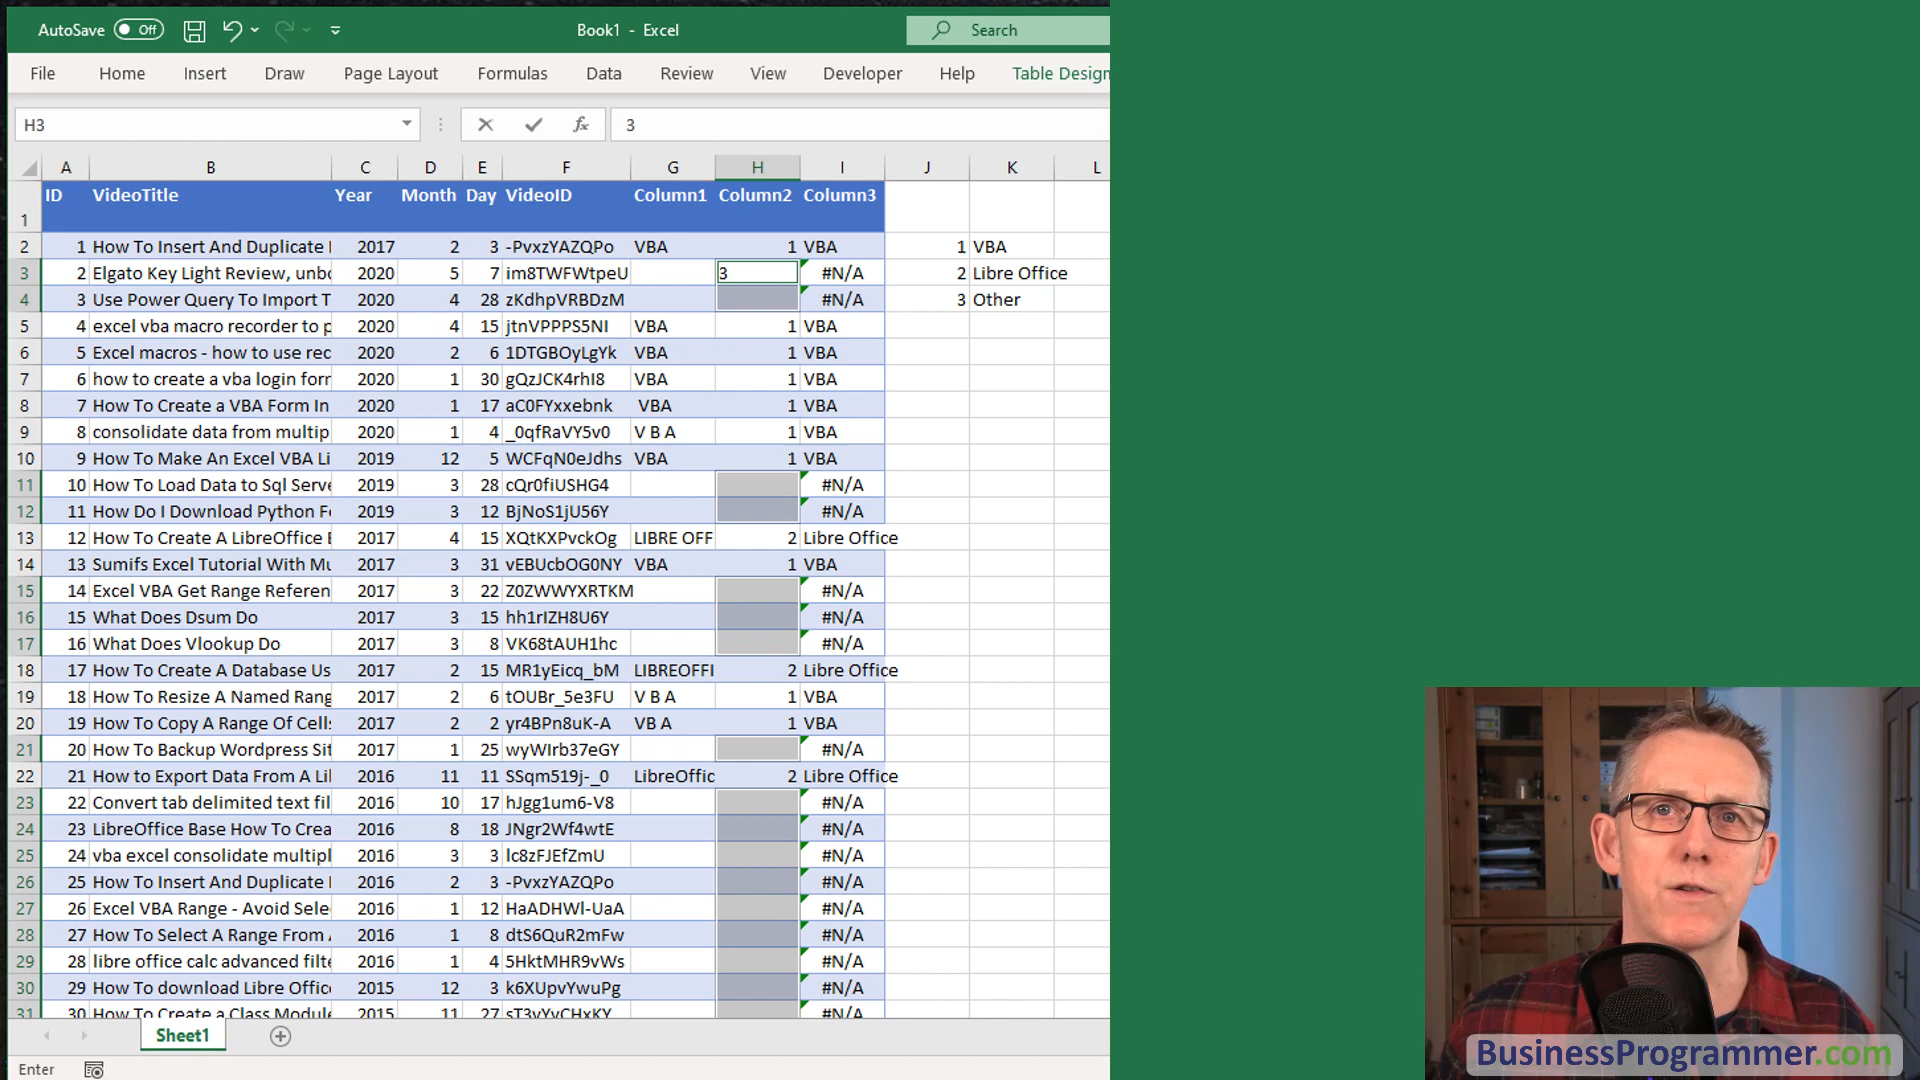 AutoSave Off Book1 - Excel Search
File Home Insert Draw Page Layout Formulas Data Review View Developer Help Table Design
H3 fx 3
A B C D E F G H I J K L
1 ID VideoTitle Year Month Day VideoID Column1 Column2 Column3
2 1 How To Insert And Duplicate 2017 2 3 -PvxzYAZQPo VBA 1 VBA 1 VBA
3 2 Elgato Key Light Review, unb 2020 5 7 im8TWFWtpeU 3 #N/A 2 Libre Office
4 3 Use Power Query To Import T 2020 4 28 zKdhpVRBDzM #N/A 3 Other
5 4 excel vba macro recorder to p 2020 4 15 jtnVPPPS5NI VBA 1 VBA
6 5 Excel macros - how to use rec 2020 2 6 1DTGBOyLgYk VBA 1 VBA
7 6 how to create a vba login forr 2020 1 30 gQzJCK4rhI8 VBA 1 VBA
8 7 How To Create a VBA Form In 2020 1 17 aC0FYxxebnk VBA 1 VBA
9 8 consolidate data from multip 2020 1 4 _0qfRaVY5v0 V B A 1 VBA
10 9 How To Make An Excel VBA Li 2019 12 5 WCFqN0eJdhs VBA 1 VBA
11 10 How To Load Data to Sql Serve 2019 3 28 cQr0fiUSHG4 #N/A
12 11 How Do I Download Python Fo 2019 3 12 BjNoS1jU56Y #N/A
13 12 How To Create A LibreOffice 2017 4 15 XQtKXPvckOg LIBRE OFF 2 Libre Office
14 13 Sumifs Excel Tutorial With Mu 2017 3 31 vEBUcbOG0NY VBA 1 VBA
15 14 Excel VBA Get Range Referen 2017 3 22 Z0ZWWYXRTKM #N/A
16 15 What Does Dsum Do 2017 3 15 hh1rIZH8U6Y #N/A
17 16 What Does Vlookup Do 2017 3 8 VK68tAUH1hc #N/A
18 17 How To Create A Database Us 2017 2 15 MR1yEicq_bM LIBREOFFI 2 Libre Office
19 18 How To Resize A Named Rang 2017 2 6 tOUBr_5e3FU V B A 1 VBA
20 19 How To Copy A Range Of Cells 2017 2 2 yr4BPn8uK-A VB A 1 VBA
21 20 How To Backup Wordpress Sit 2017 1 25 wyWIrb37eGY #N/A
22 21 How to Export Data From A Li 2016 11 11 SSqm519j-_0 LibreOffic 2 Libre Office
23 22 Convert tab delimited text fil 2016 10 17 hJgg1um6-V8 #N/A
24 23 LibreOffice Base How To Crea 2016 8 18 JNgr2Wf4wtE #N/A
25 24 vba excel consolidate multipl 2016 3 3 lc8zFJEfZmU #N/A
26 25 How To Insert And Duplicate 2016 2 3 -PvxzYAZQPo #N/A
27 26 Excel VBA Range - Avoid Sele 2016 1 12 HaADHWl-UaA #N/A
28 27 How To Select A Range From 2016 1 8 dtS6QuR2mFw #N/A
29 28 libre office calc advanced filte 2016 1 4 5HktMHR9vWs #N/A
30 29 How To download Libre Offic 2015 12 3 k6XUpvYwuPg #N/A
31 30 How To Create a Class Module 2015 11 27 sT3vYvCHxKY #N/A
Sheet1
Enter
BusinessProgrammer.com